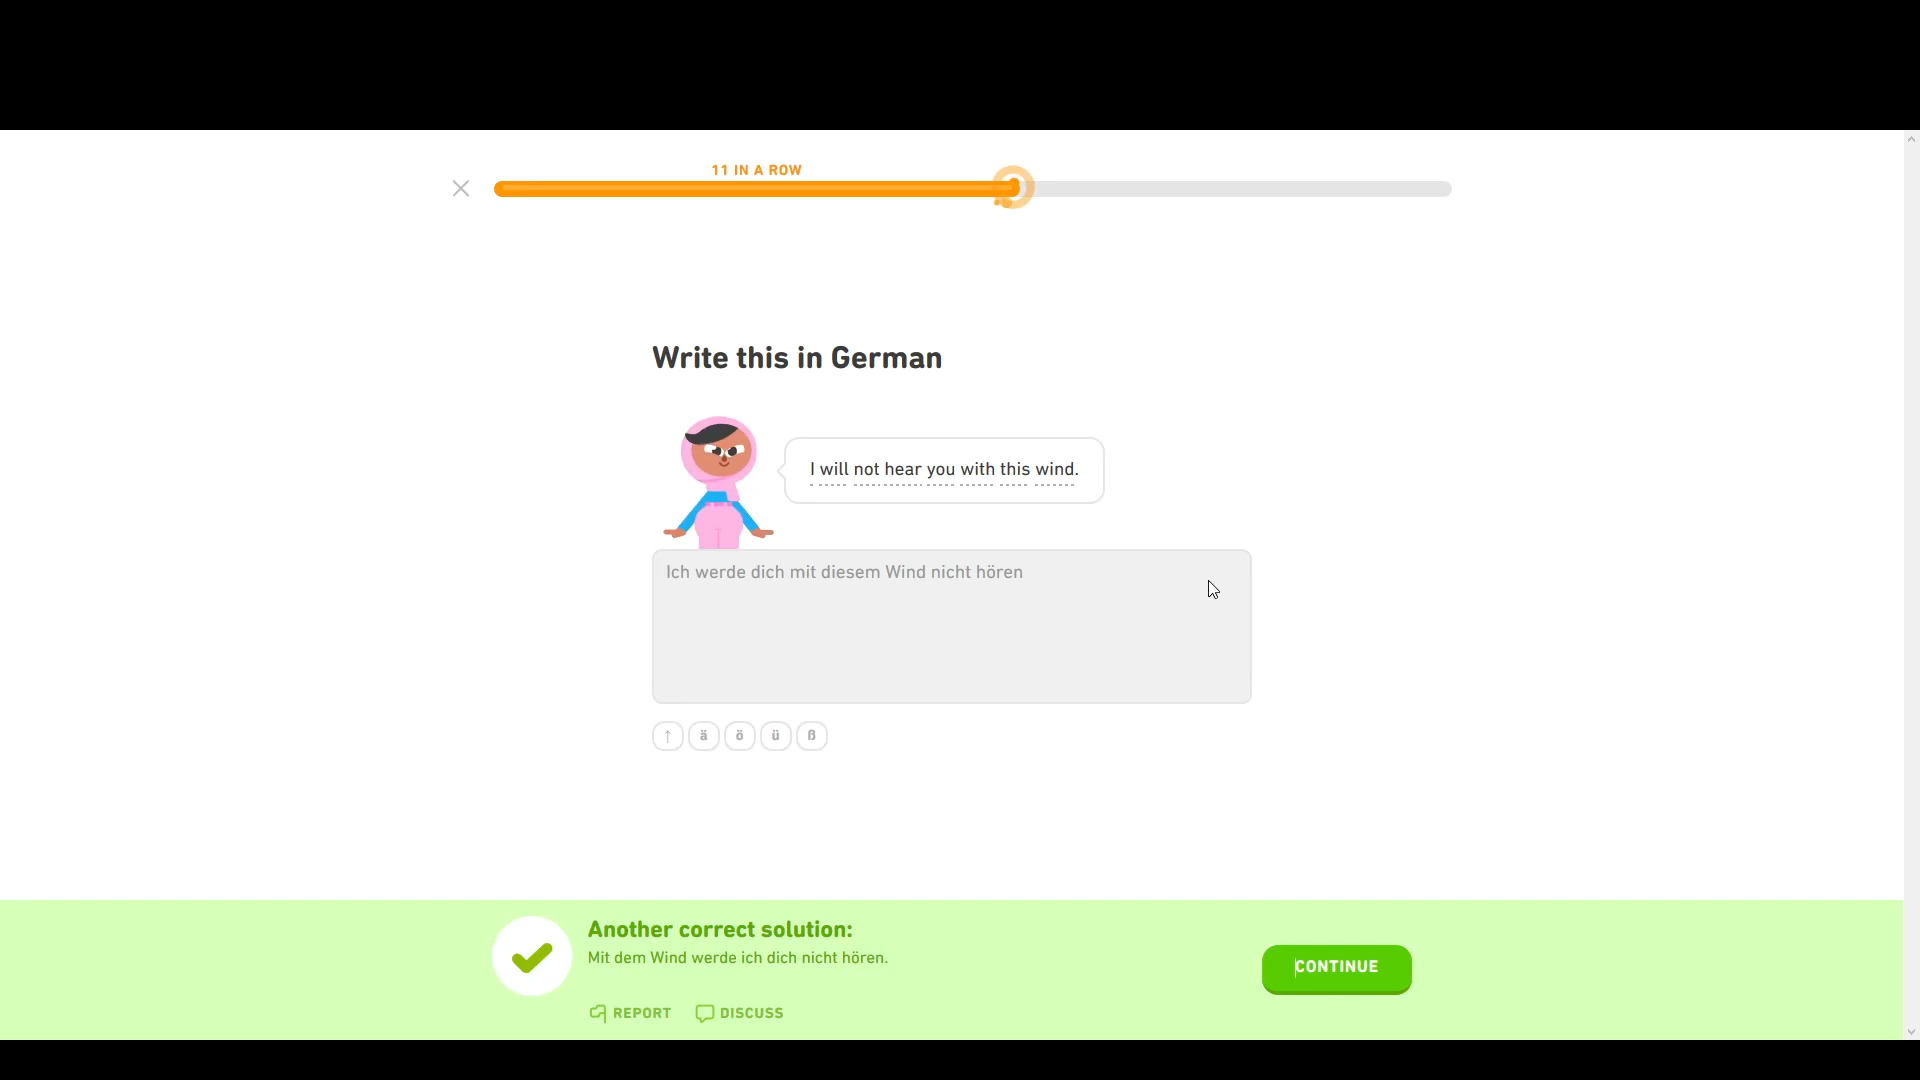 11 IN A ROW
Write this in German
I will not hear you with this wind.
Ich werde dich mit diesem Wind nicht hören
↑ ä ö ü ß
Another correct solution:
Mit dem Wind werde ich dich nicht hören.
CONTINUE
REPORT DISCUSS